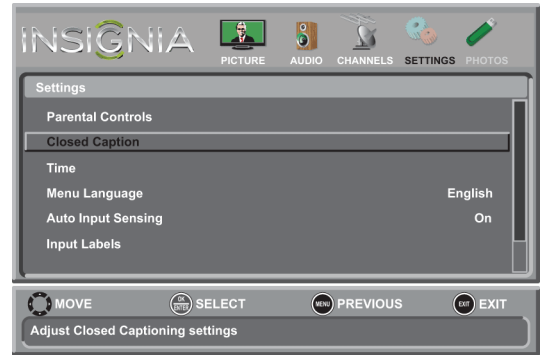 INSIGNIA
PICTURE AUDIO CHANNELS SETTINGS PHOTOS
Settings
Parental Controls
Closed Caption
Time
Menu Language English
Auto Input Sensing On
Input Labels
MOVE OK ENTER SELECT MENU PREVIOUS EXIT EXIT
Adjust Closed Captioning settings